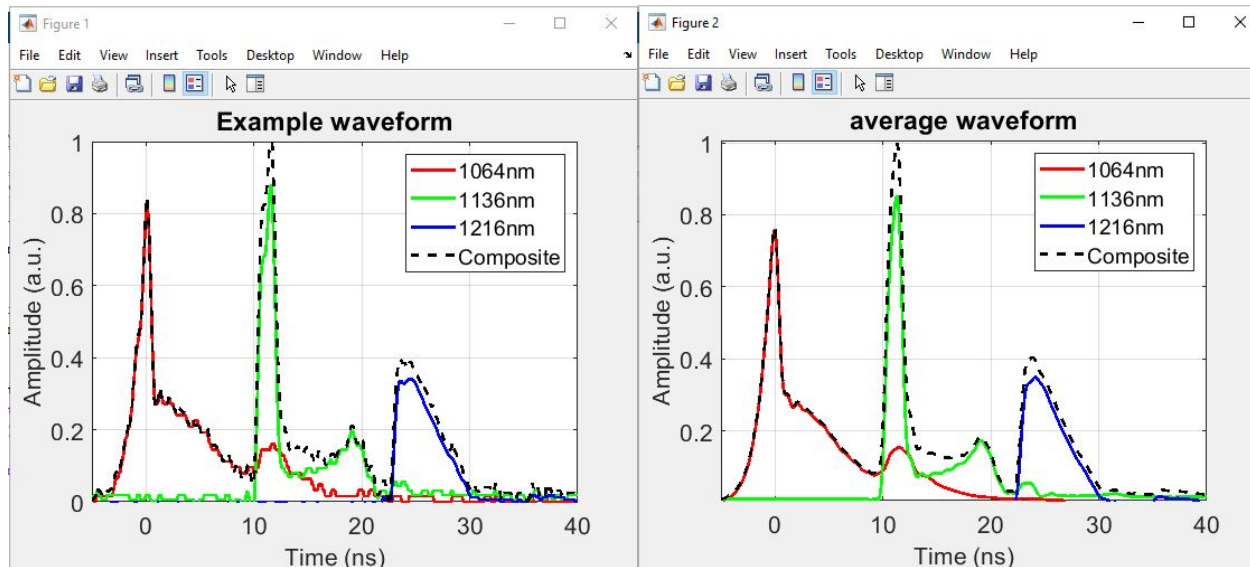 Figure 1
File Edit View Insert Tools Desktop Window Help
Example waveform
1064nm
1136nm
1216nm
Composite
Amplitude (a.u.)
1
0.8
0.6
0.4
0.2
0
0 10 20 30 40
Time (ns)
Figure 2
File Edit View Insert Tools Desktop Window Help
average waveform
1064nm
1136nm
1216nm
Composite
Amplitude (a.u.)
1
0.8
0.6
0.4
0.2
0 10 20 30 40
Time (ns)